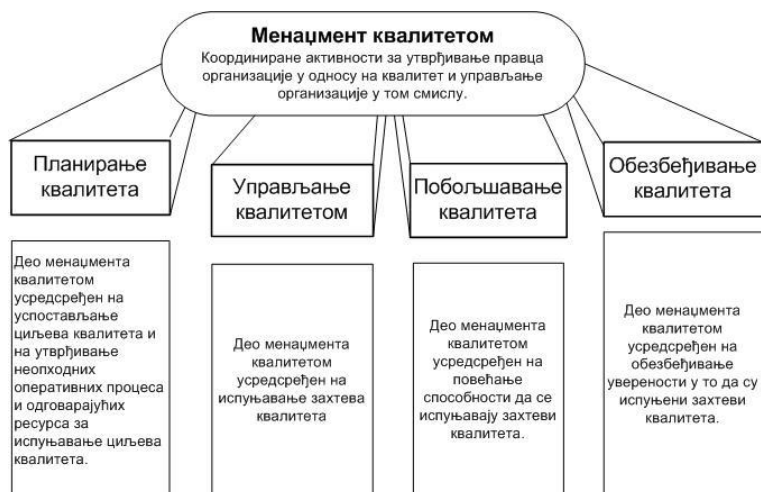 Менаџмент квалитетом
Координиране активности за утврђивање правца
организације у односу на квалитет и управљање
организације у том смислу.
Планирање
квалитета
Управљање
квалитетом
Побољшавање
квалитета
Обезбеђивање
квалитета
Део менаџмента
квалитетом
усредсређен на
успостављање
циљева квалитета и
на утврђивање
неопходних
оперативних процеса
и одговарајућих
ресурса за
испуњавање циљева
квалитета.
Део менаџмента
квалитетом
усредсређен на
испуњавање захтева
квалитета
Део менаџмента
квалитетом
усредсређен на
повећање
способности да се
испуњавају захтеви
квалитета.
Део менаџмента
квалитетом
усредсређен на
обезбеђивање
уверености у то да су
испуњени захтеви
квалитета.